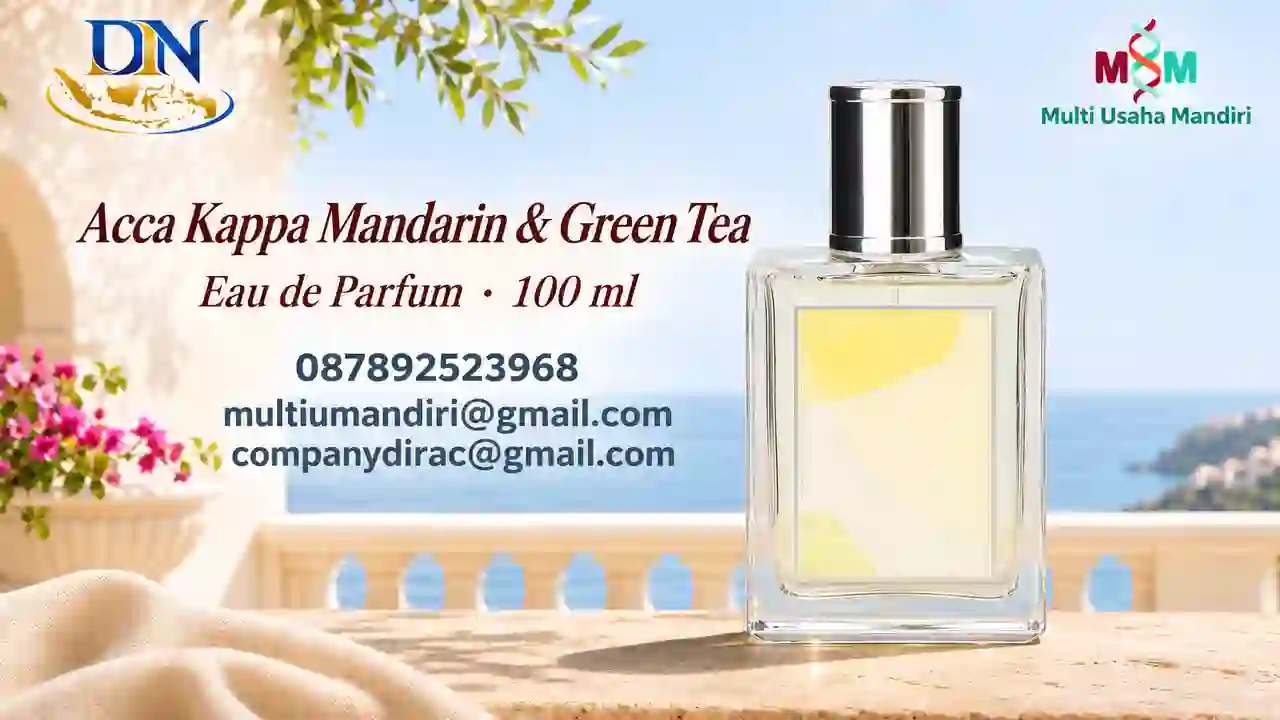 DN
MSM
Multi Usaha Mandiri
Acca Kappa Mandarin & Green Tea
Eau de Parfum · 100 ml
087892523968
multiumandiri@gmail.com
companydirac@gmail.com